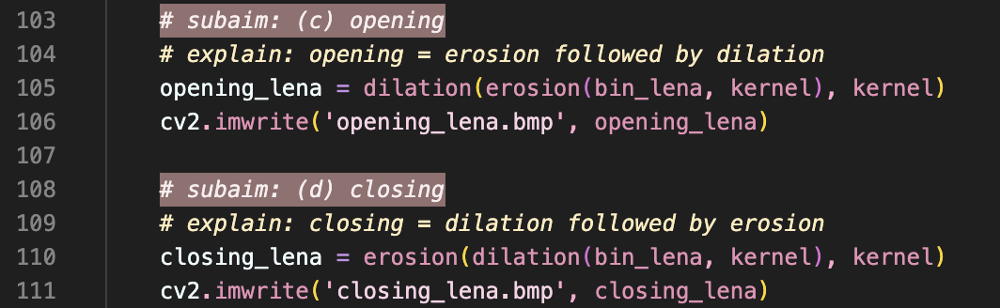 103 # subaim: (c) opening
104 # explain: opening = erosion followed by dilation
105 opening_lena = dilation(erosion(bin_lena, kernel), kernel)
106 cv2.imwrite('opening_lena.bmp', opening_lena)
107
108 # subaim: (d) closing
109 # explain: closing = dilation followed by erosion
110 closing_lena = erosion(dilation(bin_lena, kernel), kernel)
111 cv2.imwrite('closing_lena.bmp', closing_lena)